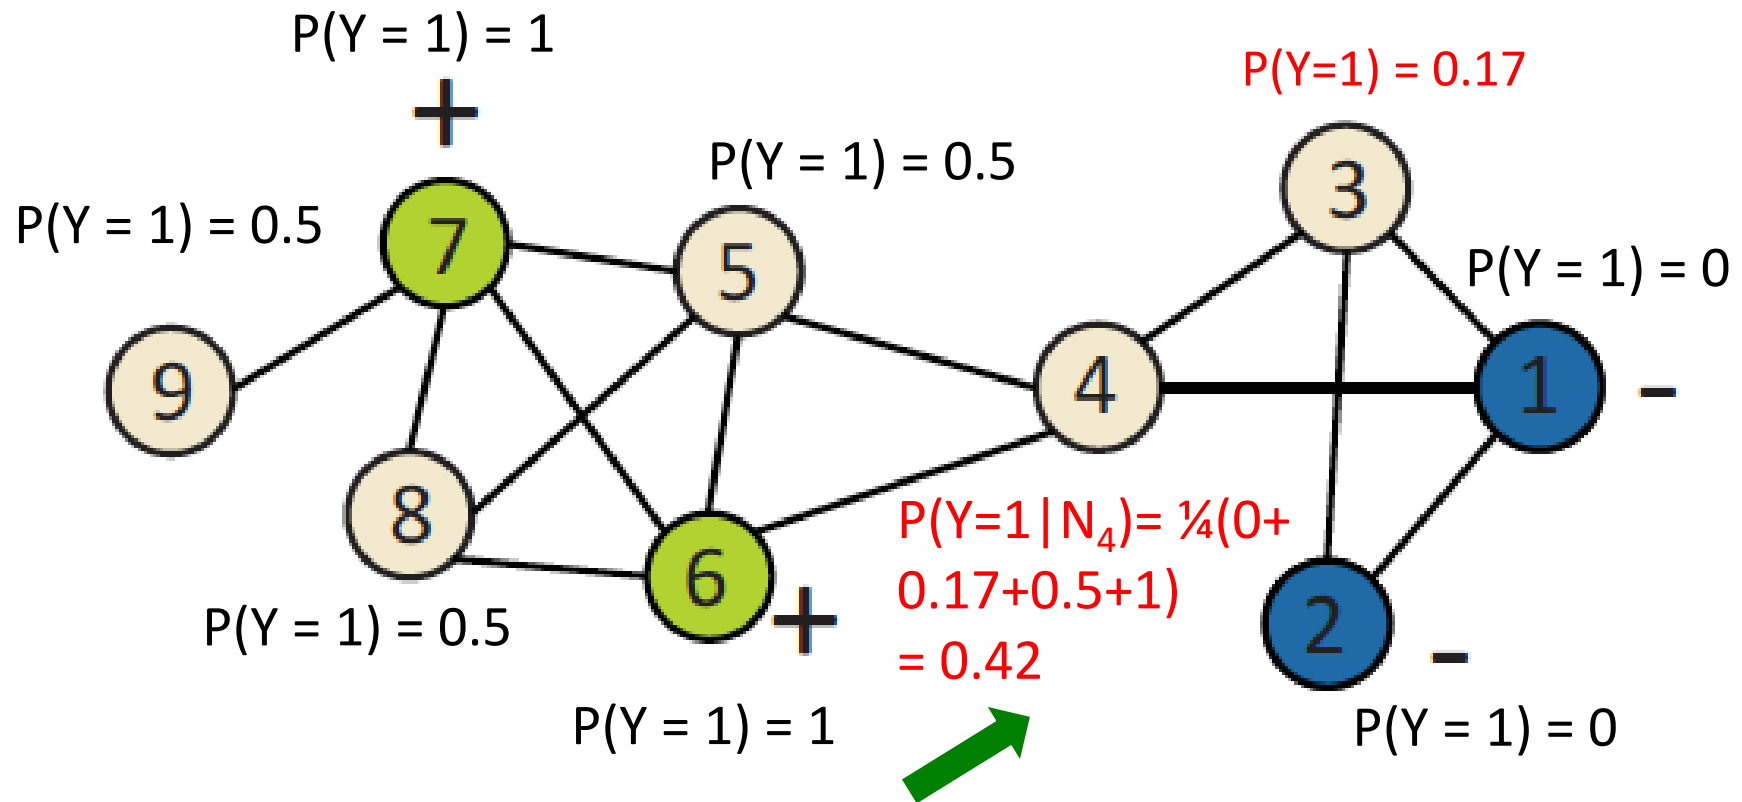 P(Y = 1) = 1
+
P(Y=1) = 0.17
P(Y = 1) = 0.5
3
P(Y = 1) = 0.5
7
5
P(Y = 1) = 0
9
4
1
-
8
6
+
P(Y=1|N₄)= ¼(0+
0.17+0.5+1)
= 0.42
2
-
P(Y = 1) = 0.5
P(Y = 1) = 1
P(Y = 1) = 0